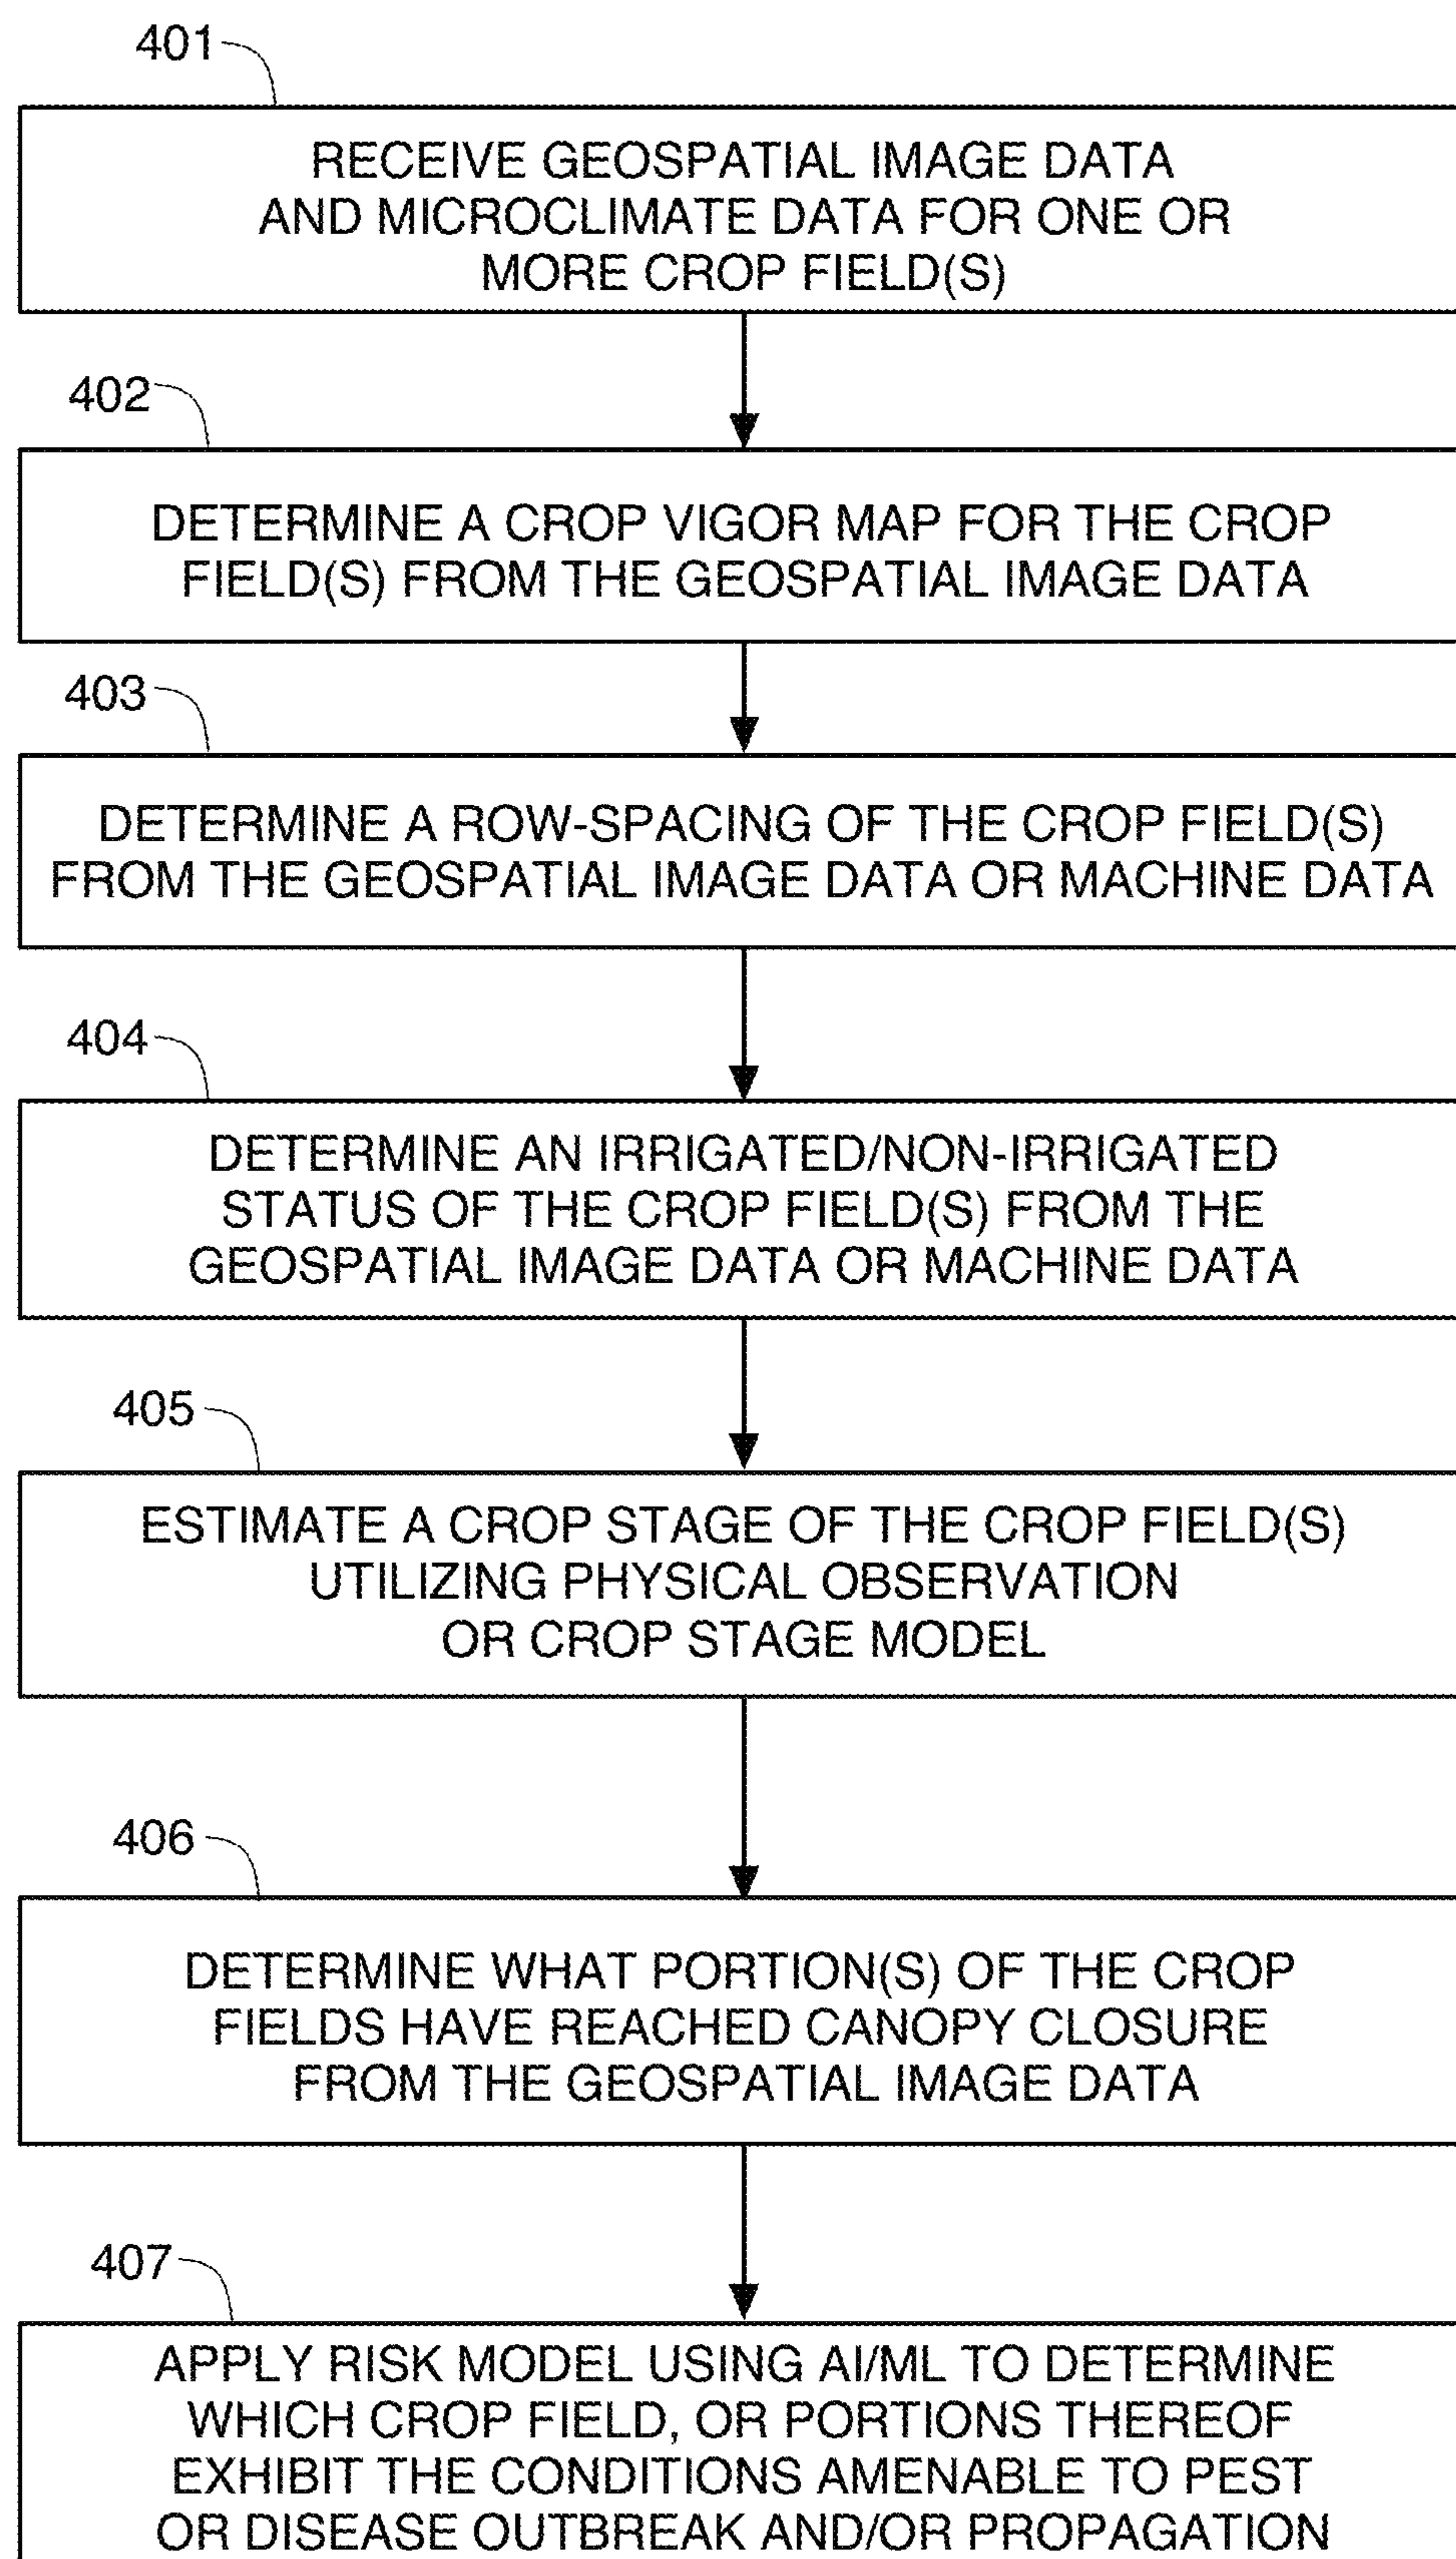 401
RECEIVE GEOSPATIAL IMAGE DATA
AND MICROCLIMATE DATA FOR ONE OR
MORE CROP FIELD(S)
402
DETERMINE A CROP VIGOR MAP FOR THE CROP
FIELD(S) FROM THE GEOSPATIAL IMAGE DATA
403
DETERMINE A ROW-SPACING OF THE CROP FIELD(S)
FROM THE GEOSPATIAL IMAGE DATA OR MACHINE DATA
404
DETERMINE AN IRRIGATED/NON-IRRIGATED
STATUS OF THE CROP FIELD(S) FROM THE
GEOSPATIAL IMAGE DATA OR MACHINE DATA
405
ESTIMATE A CROP STAGE OF THE CROP FIELD(S)
UTILIZING PHYSICAL OBSERVATION
OR CROP STAGE MODEL
406
DETERMINE WHAT PORTION(S) OF THE CROP
FIELDS HAVE REACHED CANOPY CLOSURE
FROM THE GEOSPATIAL IMAGE DATA
407
APPLY RISK MODEL USING AI/ML TO DETERMINE
WHICH CROP FIELD, OR PORTIONS THEREOF
EXHIBIT THE CONDITIONS AMENABLE TO PEST
OR DISEASE OUTBREAK AND/OR PROPAGATION